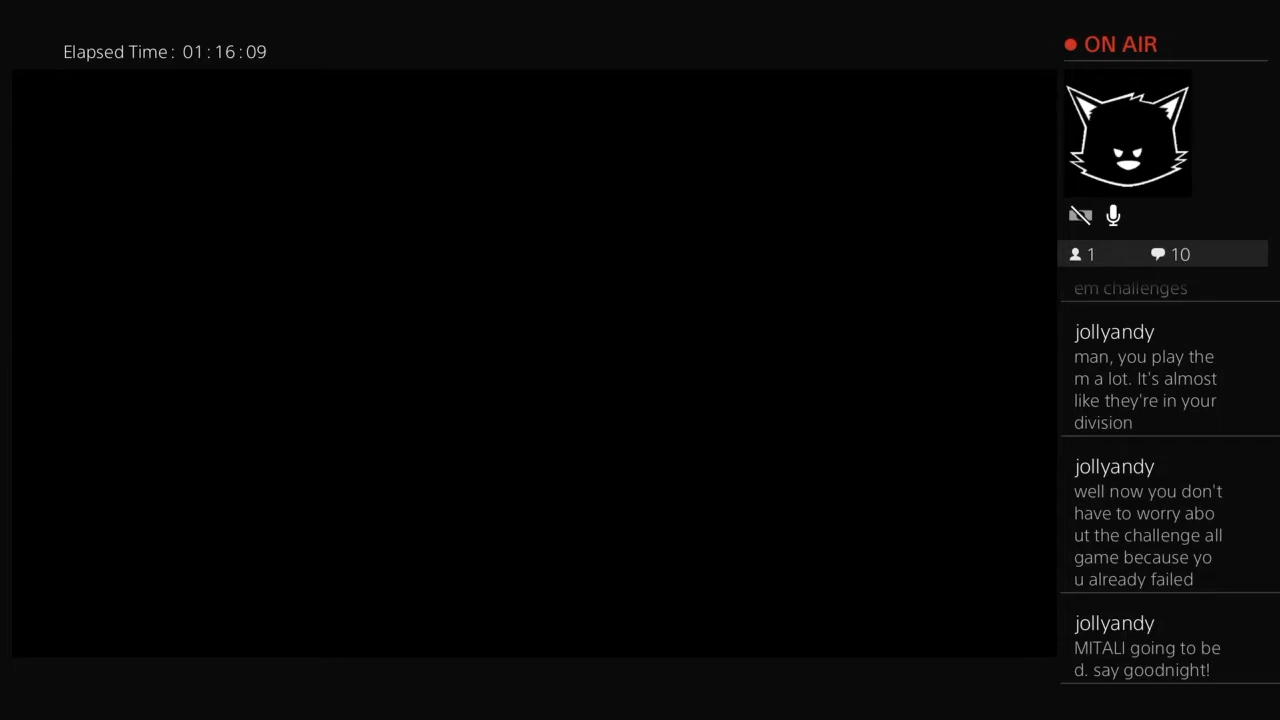 Elapsed Time: 01:16:09
ON AIR
1 10
em challenges
jollyandy
man, you play the
m a lot. It's almost
like they're in your
division
jollyandy
well now you don't
have to worry abo
ut the challenge all
game because yo
u already failed
jollyandy
MITALI going to be
d. say goodnight!